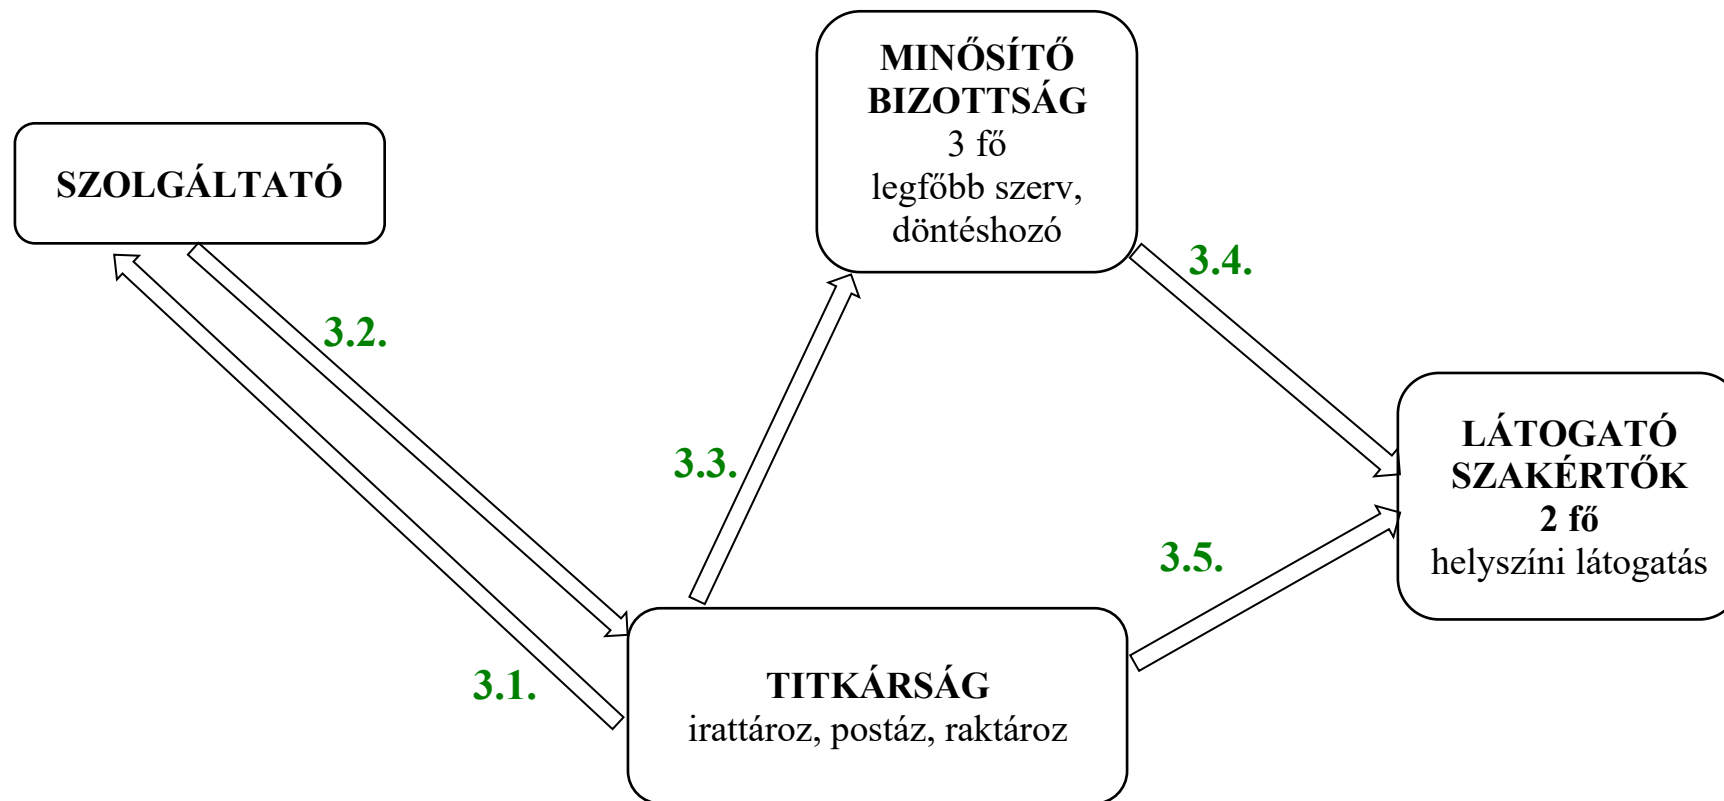 MINŐSÍTŐ
BIZOTTSÁG
3 fő
legfőbb szerv,
döntéshozó
SZOLGÁLTATÓ
3.4.
3.2.
3.3.
LÁTOGATÓ
SZAKÉRTŐK
2 fő
helyszíni látogatás
3.5.
3.1.
TITKÁRSÁG
irattároz, postáz, raktároz